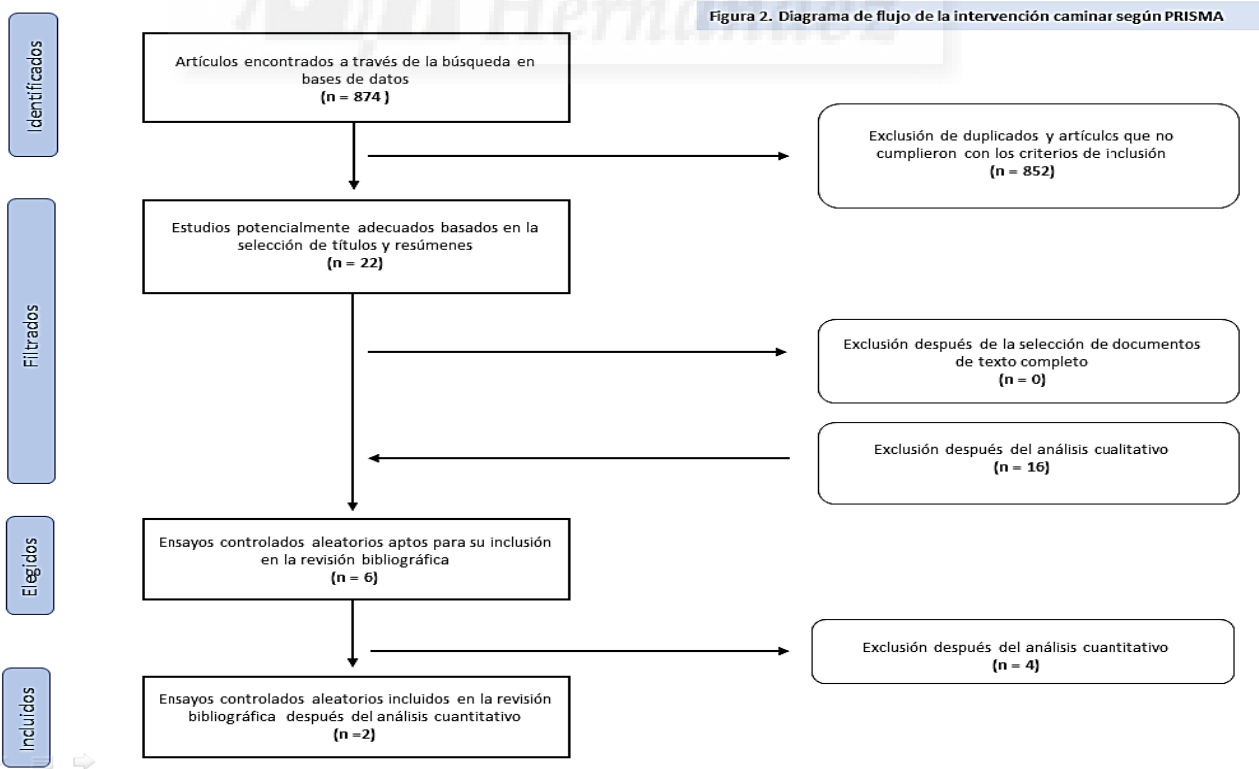 Hernández
Figura 2. Diagrama de flujo de la intervención caminar según PRISMA
Identificados
Artículos encontrados a través de la búsqueda en
bases de datos
(n = 874 )
Exclusión de duplicados y artículos que no
cumplieron con los criterios de inclusión
(n = 852)
Filtrados
Estudios potencialmente adecuados basados en la
selección de títulos y resúmenes
(n = 22)
Exclusión después de la selección de documentos
de texto completo
(n = 0)
Exclusión después del análisis cualitativo
(n = 16)
Elegidos
Ensayos controlados aleatorios aptos para su inclusión
en la revisión bibliográfica
(n = 6)
Exclusión después del análisis cuantitativo
(n = 4)
Incluidos
Ensayos controlados aleatorios incluidos en la revisión
bibliográfica después del análisis cuantitativo
(n =2)